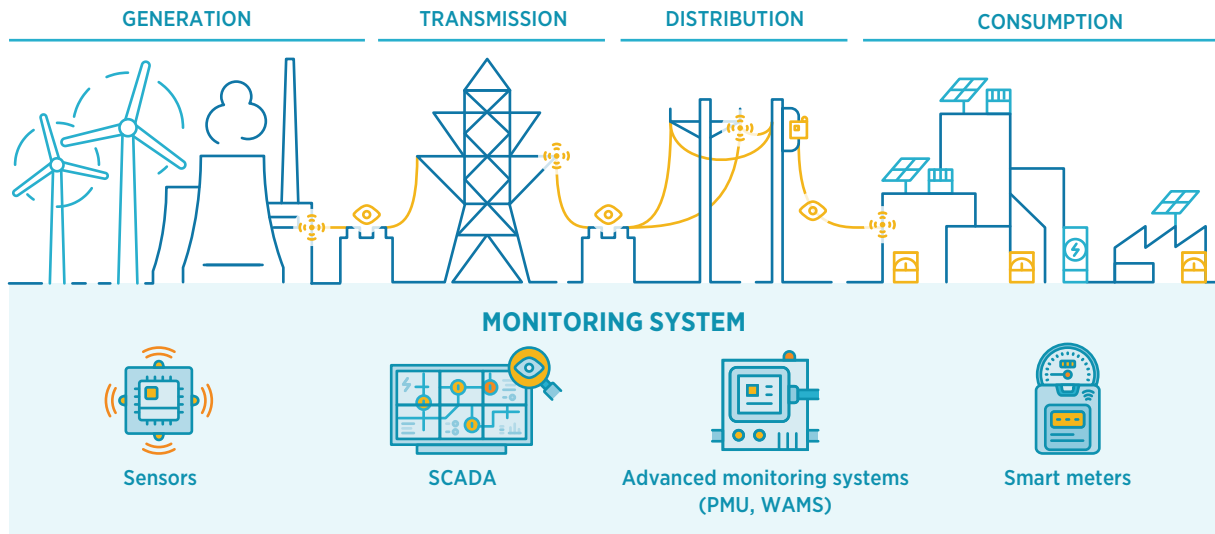 GENERATION
TRANSMISSION
DISTRIBUTION
CONSUMPTION
MONITORING SYSTEM
Sensors
SCADA
Advanced monitoring systems
(PMU, WAMS)
Smart meters